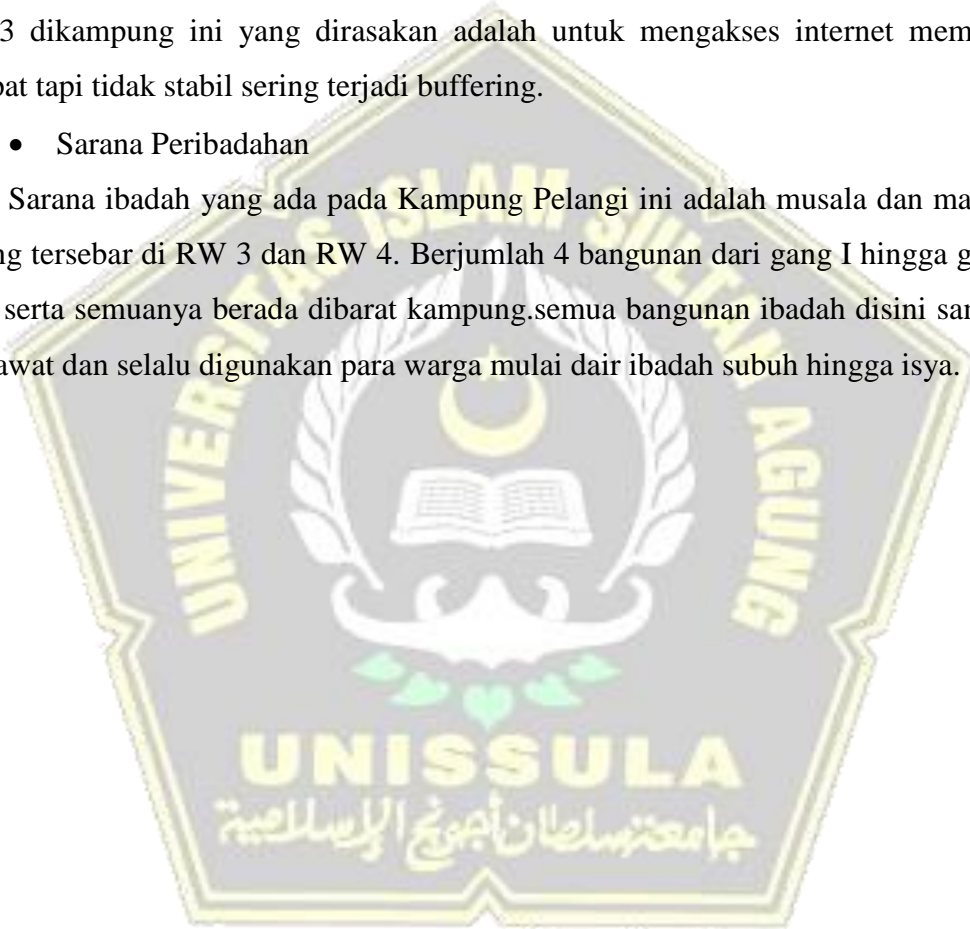 3 dikampung ini yang dirasakan adalah untuk mengakses internet mem
pat tapi tidak stabil sering terjadi buffering.
• Sarana Peribadahan
Sarana ibadah yang ada pada Kampung Pelangi ini adalah musala dan ma
ng tersebar di RW 3 dan RW 4. Berjumlah 4 bangunan dari gang I hingga g
serta semuanya berada dibarat kampung.semua bangunan ibadah disini san
awat dan selalu digunakan para warga mulai dair ibadah subuh hingga isya.
UNIVERSITAS ISLAM SULTAN AGUNG
UNISSULA
جامعة سلطان أجونج الإسلامية